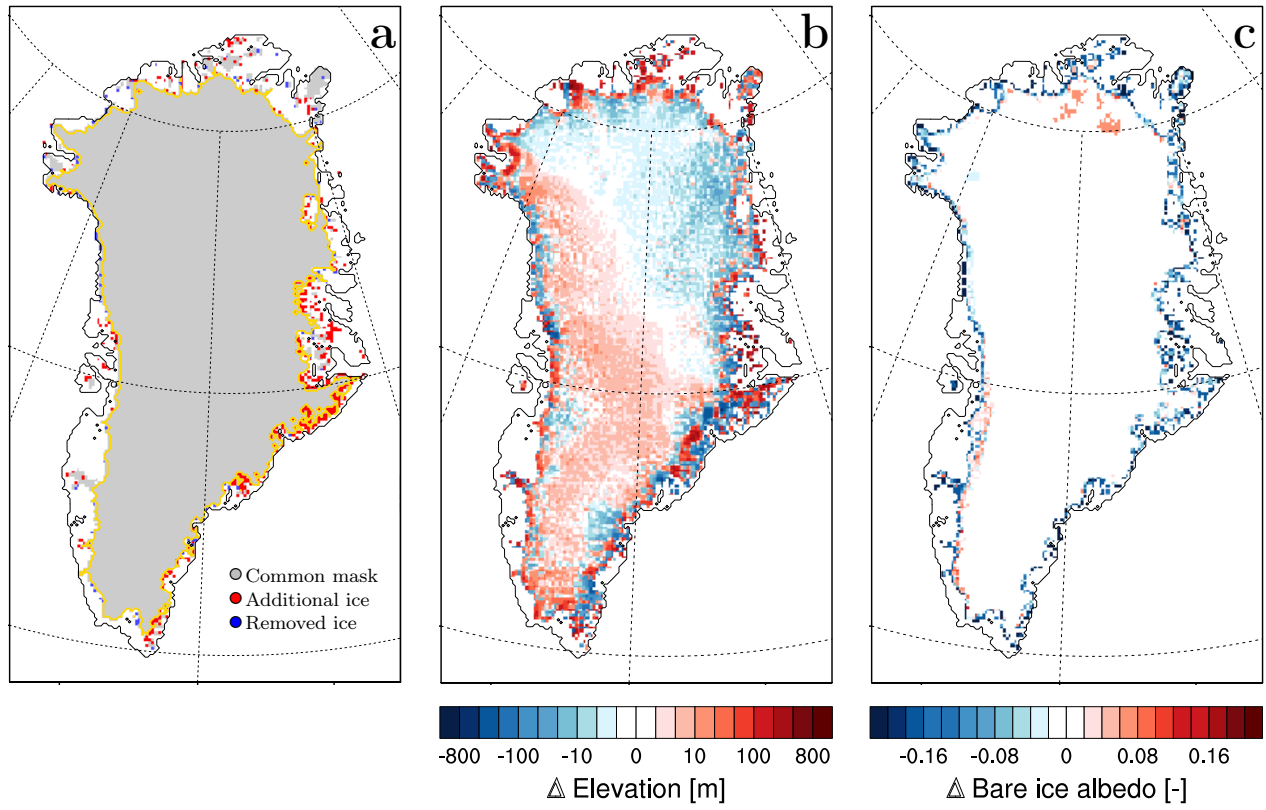 a
b
c
Common mask
Additional ice
Removed ice
-800 -100 -10 0 10 100 800
Δ Elevation [m]
-0.16 -0.08 0 0.08 0.16
Δ Bare ice albedo [-]